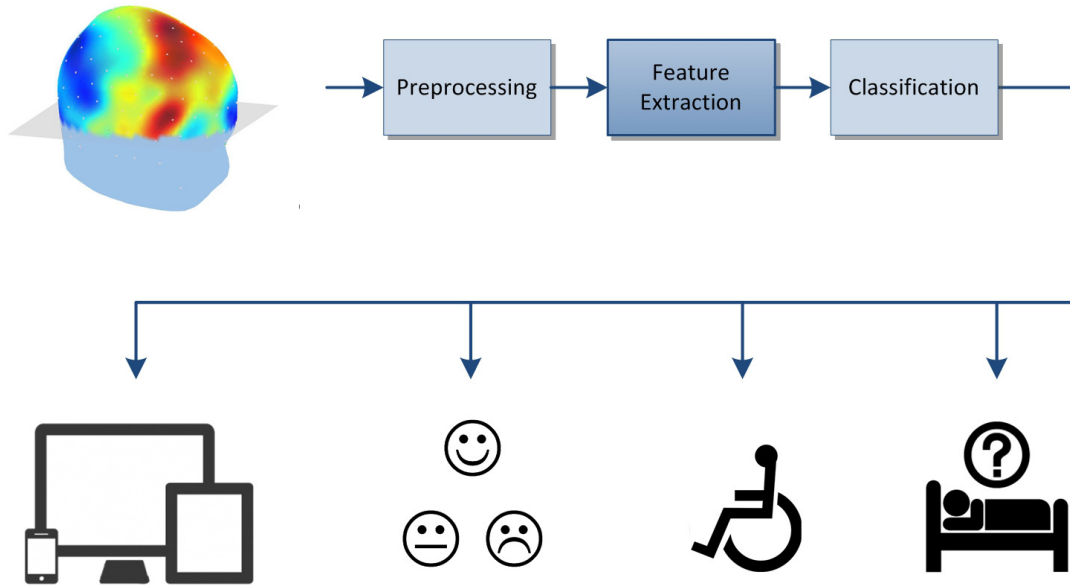 Preprocessing
Feature
Extraction
Classification
?